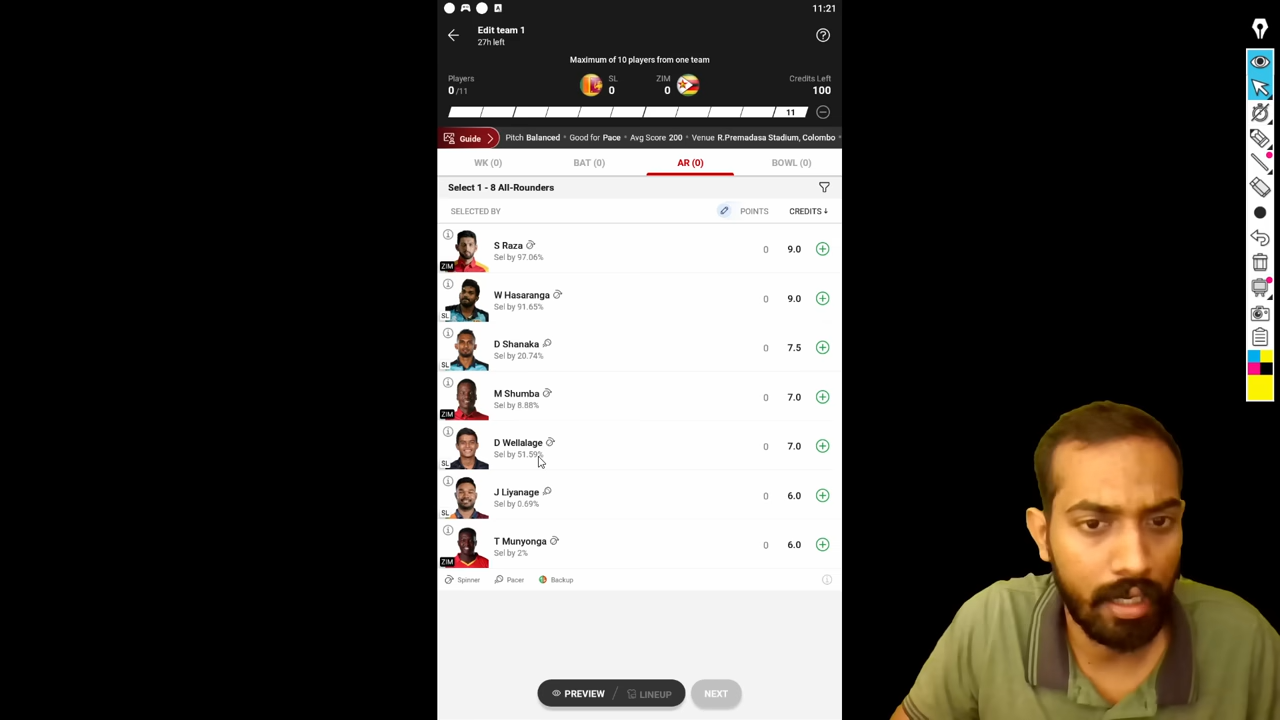 11:21
Edit team 1
27h left
Maximum of 10 players from one team
Players
0 /11
SL
0
ZIM
0
Credits Left
100
11
Guide
Pitch Balanced • Good for Pace • Avg Score 200 • Venue R.Premadasa Stadium, Colombo
WK (0)
BAT (0)
AR (0)
BOWL (0)
Select 1 - 8 All-Rounders
SELECTED BY
POINTS
CREDITS ↓
S Raza
Sel by 97.06%
ZIM
0
9.0
W Hasaranga
Sel by 91.65%
SL
0
9.0
D Shanaka
Sel by 20.74%
SL
0
7.5
M Shumba
Sel by 8.88%
ZIM
0
7.0
D Wellalage
Sel by 51.59%
SL
0
7.0
J Liyanage
Sel by 0.69%
SL
0
6.0
T Munyonga
Sel by 2%
ZIM
0
6.0
Spinner
Pacer
Backup
PREVIEW / LINEUP
NEXT